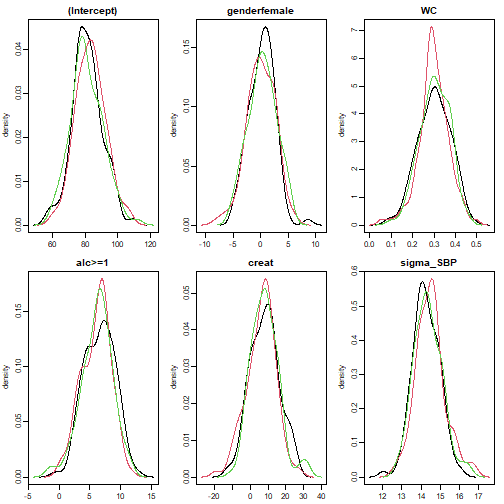 (Intercept)
genderfemale
WC
density
0.00 0.01 0.02 0.03 0.04
60 80 100 120
density
0.00 0.05 0.10 0.15
-10 -5 0 5 10
density
0 1 2 3 4 5 6 7
0.0 0.1 0.2 0.3 0.4 0.5
alc>=1
creat
sigma_SBP
density
0.00 0.05 0.10 0.15
-5 0 5 10 15
density
0.00 0.01 0.02 0.03 0.04 0.05
-20 0 10 20 30 40
density
0.0 0.1 0.2 0.3 0.4 0.5 0.6
11 12 13 14 15 16 17